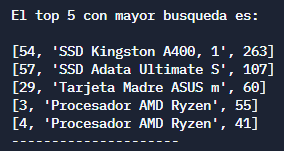 El top 5 con mayor busqueda es:
[54, 'SSD Kingston A400, 1', 263]
[57, 'SSD Adata Ultimate S', 107]
[29, 'Tarjeta Madre ASUS m', 60]
[3, 'Procesador AMD Ryzen', 55]
[4, 'Procesador AMD Ryzen', 41]
--------------------